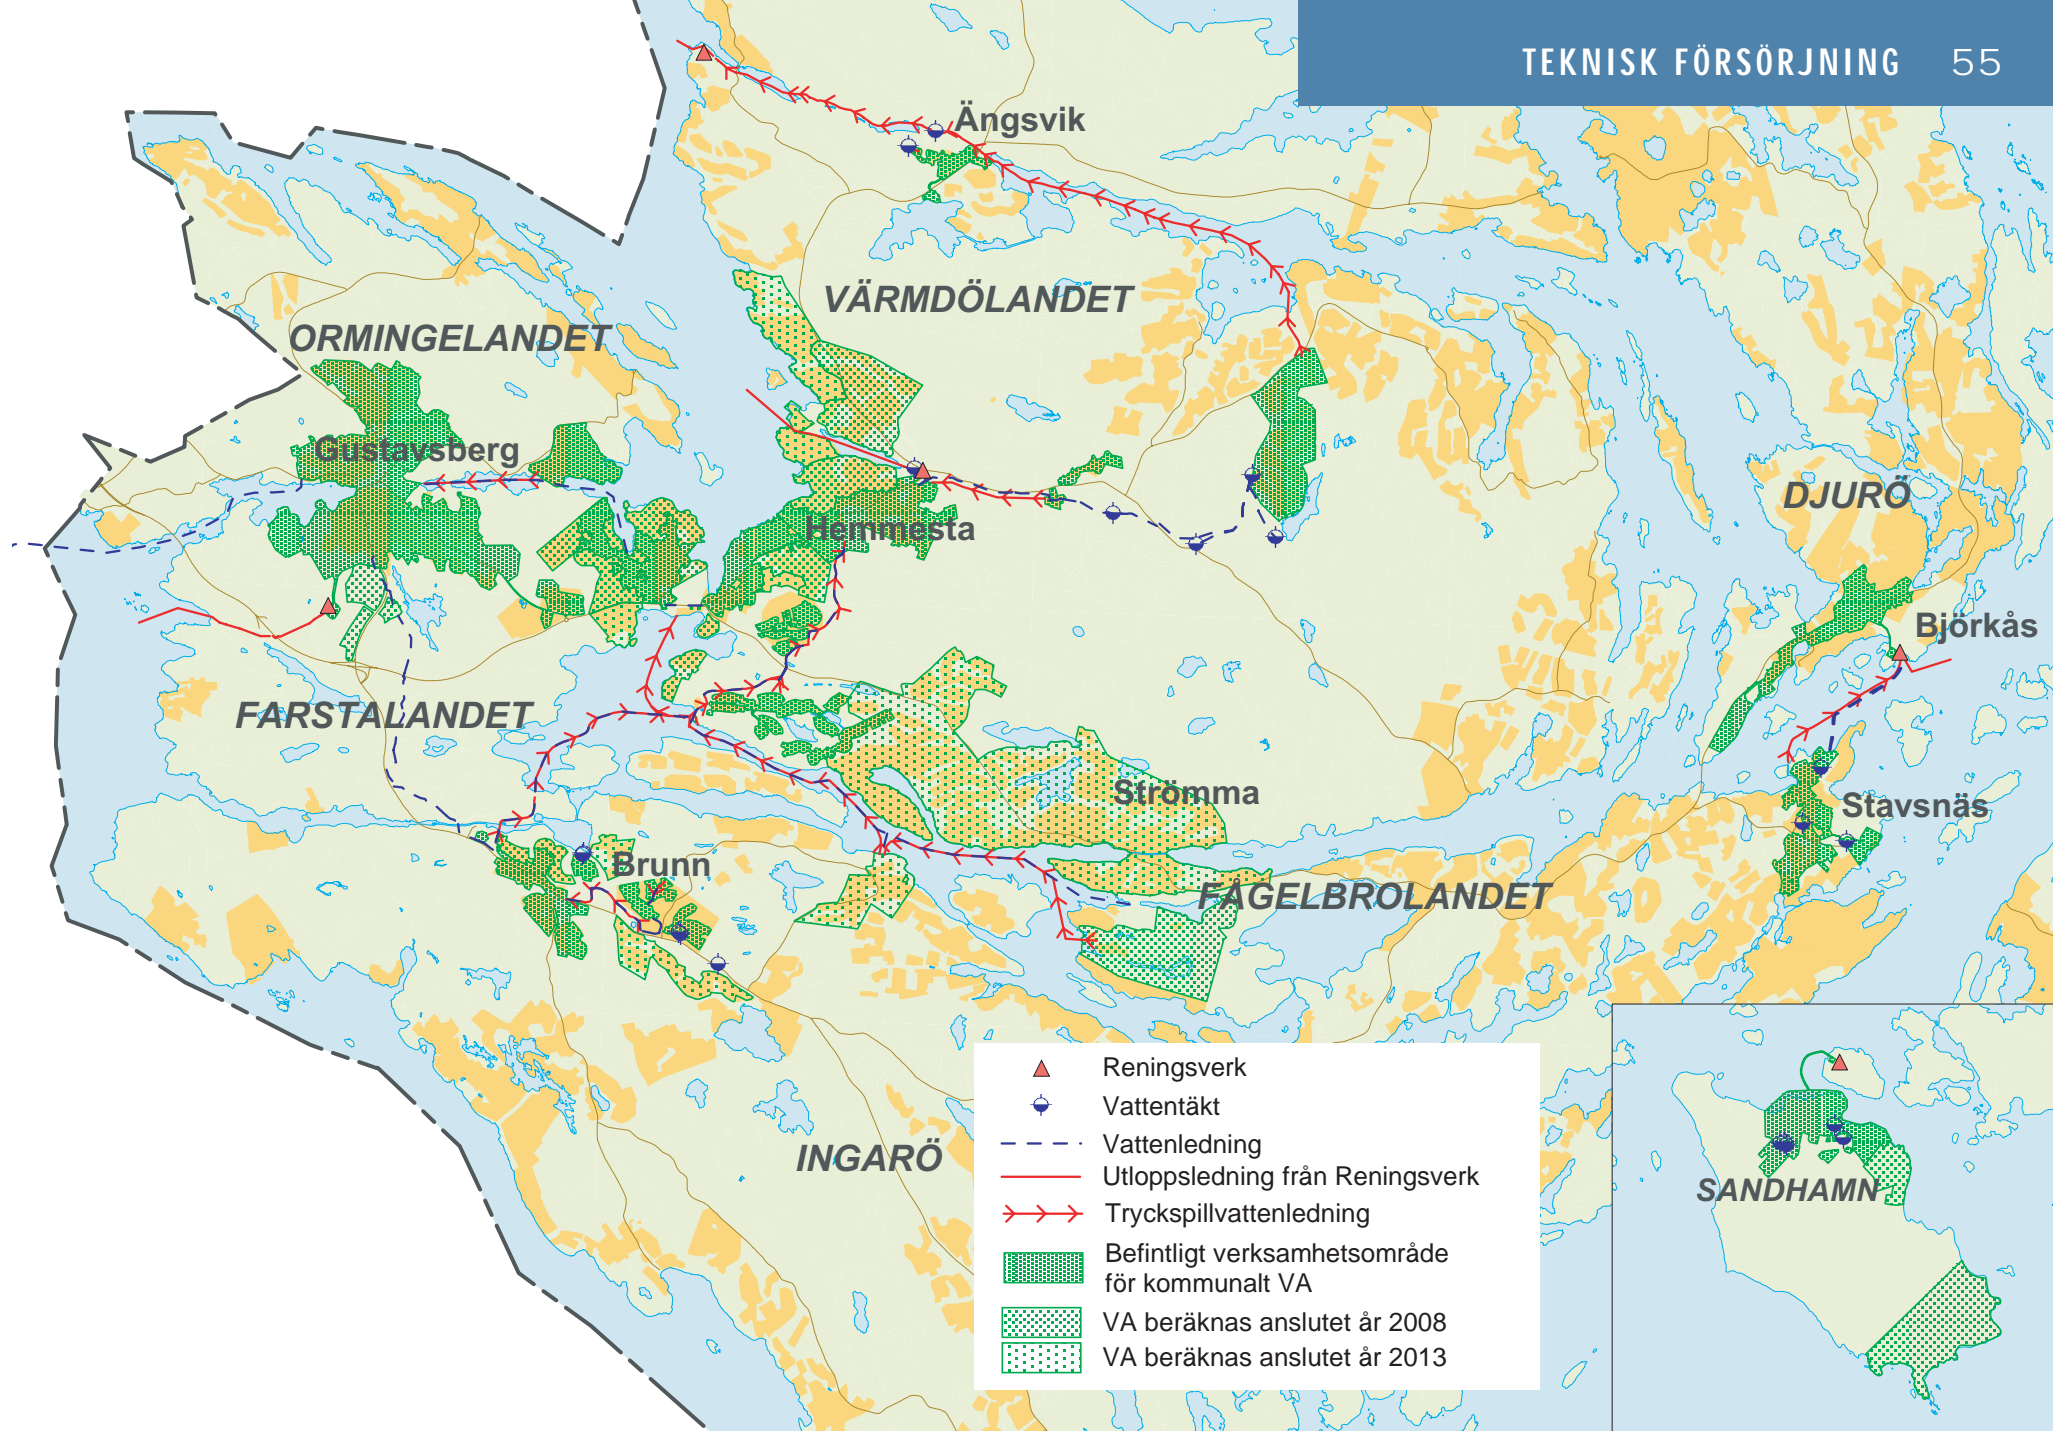 TEKNISK FÖRSÖRJNING 55
Ängsvik
VÄRMDÖLANDET
ORMINGELANDET
Gustavsberg
DJURÖ
Hemmesta
Björkås
FARSTALANDET
Strömma
Stavsnäs
Brunn
FÅGELBROLANDET
INGARÖ
SANDHAMN
Reningsverk
Vattentäkt
Vattenledning
Utloppsledning från Reningsverk
Tryckspillvattenledning
Befintligt verksamhetsområde
för kommunalt VA
VA beräknas anslutet år 2008
VA beräknas anslutet år 2013